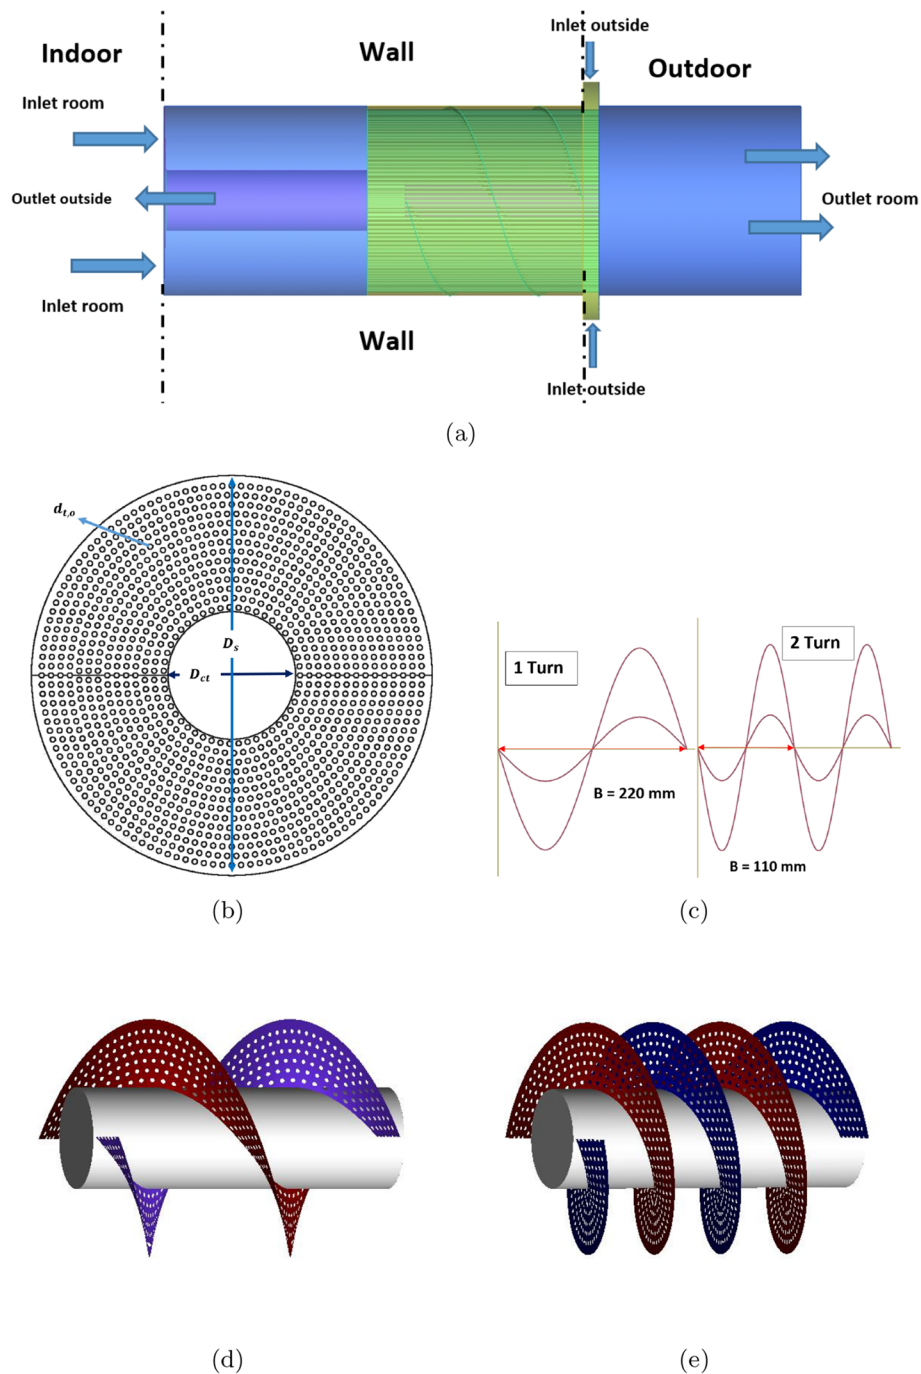 Inlet outside
Indoor
Wall
Outdoor
Inlet room
Outlet outside
Outlet room
Inlet room
Wall
Inlet outside
(a)
d_{t,o}
D_s
D_{ct}
1 Turn
2 Turn
B = 220 mm
B = 110 mm
(b)
(c)
(d)
(e)